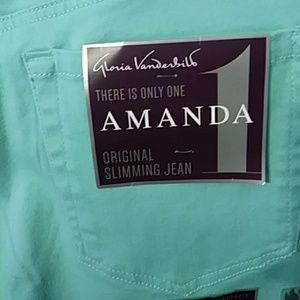 Gloria Vanderbilt
THERE IS ONLY ONE
1
AMANDA
ORIGINAL
SLIMMING JEAN